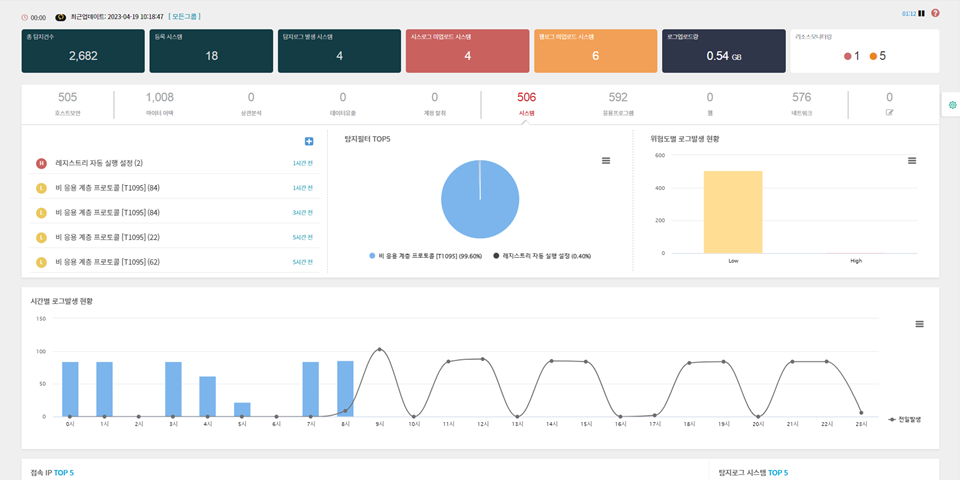 00:00 최근업데이트: 2023-04-19 10:18:47 [ 모든그룹 ] 01:12 ?
총 탐지건수 등록 시스템 탐지로그 발생 시스템 시스로그 미업로드 시스템 웹로그 미업로드 시스템 로그업로드량 리소스모니터링
2,682 18 4 4 6 0.54 GB 1 5
505 1,008 0 0 0 506 592 0 576 0
호스트보안 마이터 어택 상관분석 데이터유출 계정 탈취 시스템 응용프로그램 웹 네트워크
탐지필터 TOP5
위험도별 로그발생 현황
H 레지스트리 자동 실행 설정 (2) 1시간 전
L 비 응용 계층 프로토콜 [T1095] (84) 1시간 전
L 비 응용 계층 프로토콜 [T1095] (84) 3시간 전
L 비 응용 계층 프로토콜 [T1095] (22) 5시간 전
L 비 응용 계층 프로토콜 [T1095] (62) 5시간 전
비 응용 계층 프로토콜 [T1095] (99.60%) 레지스트리 자동 실행 설정 (0.40%)
600
400
200
0
Low High
시간별 로그발생 현황
150
100
50
0
0시 1시 2시 3시 4시 5시 6시 7시 8시 9시 10시 11시 12시 13시 14시 15시 16시 17시 18시 19시 20시 21시 22시 23시
전일발생
접속 IP TOP 5
탐지로그 시스템 TOP 5